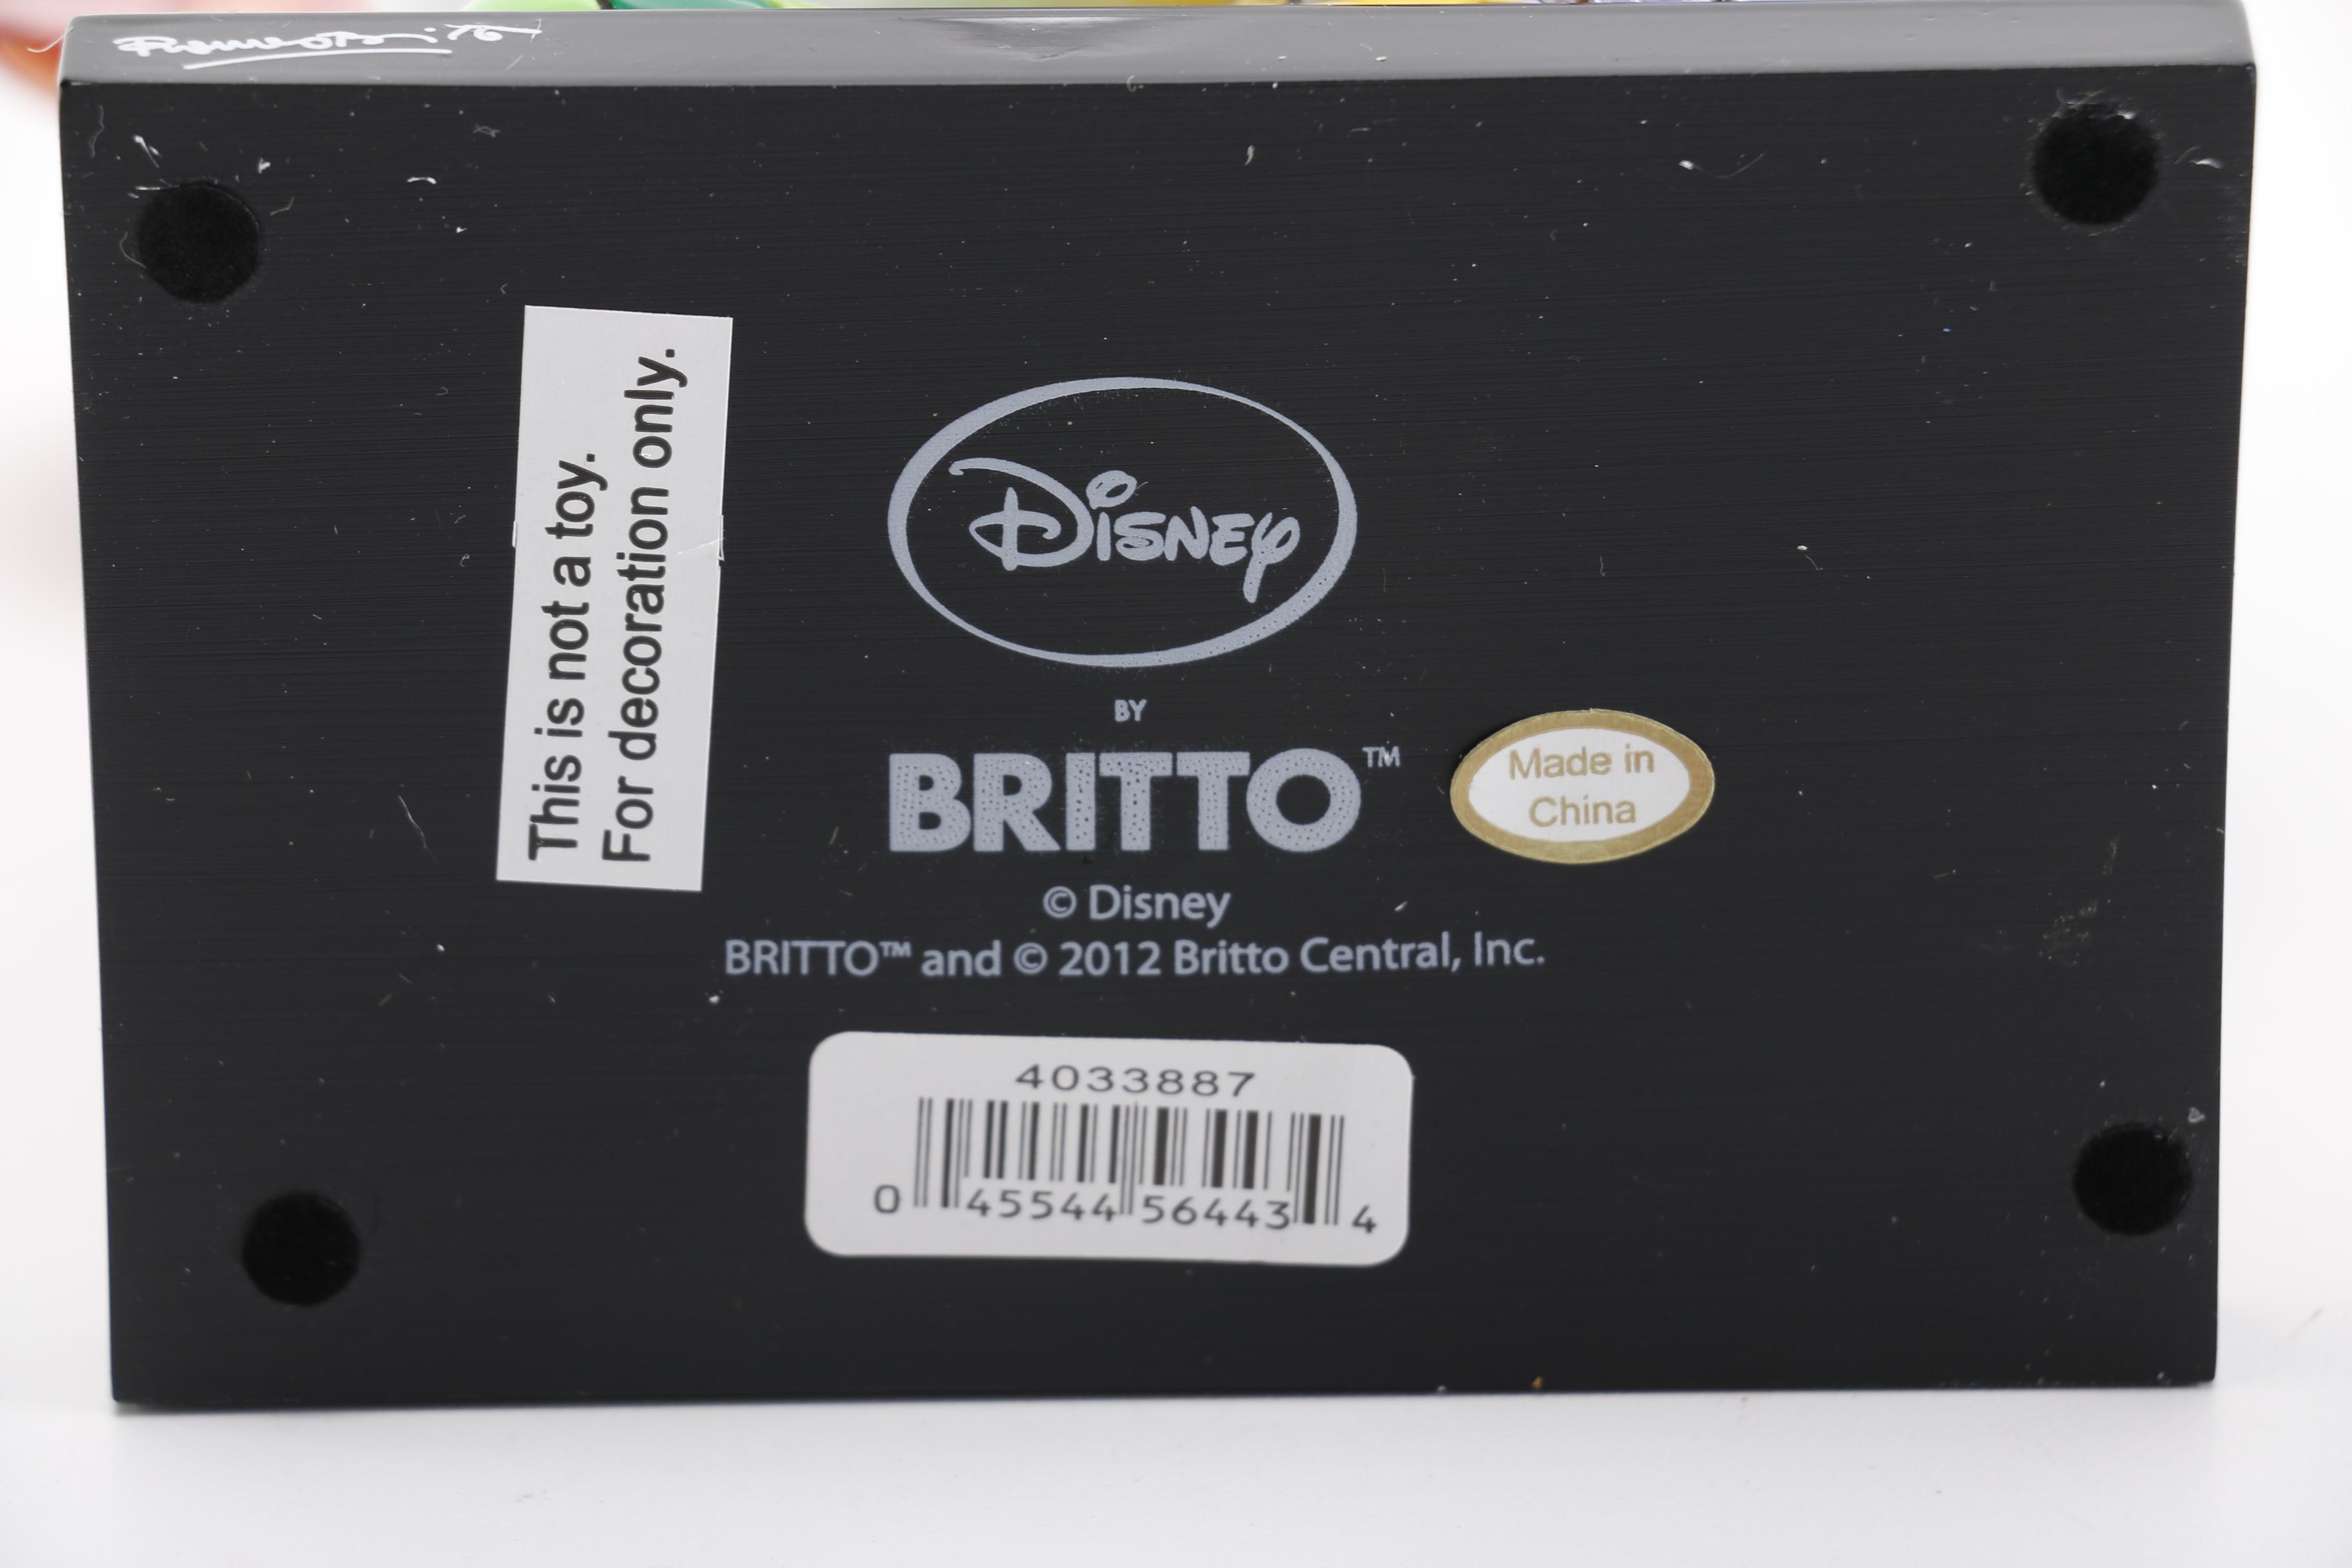 This is not a toy.
For decoration only.
Disney
BY
BRITTO™
Made in
China
© Disney
BRITTO™ and © 2012 Britto Central, Inc.
4033887
0 45544 56443 4